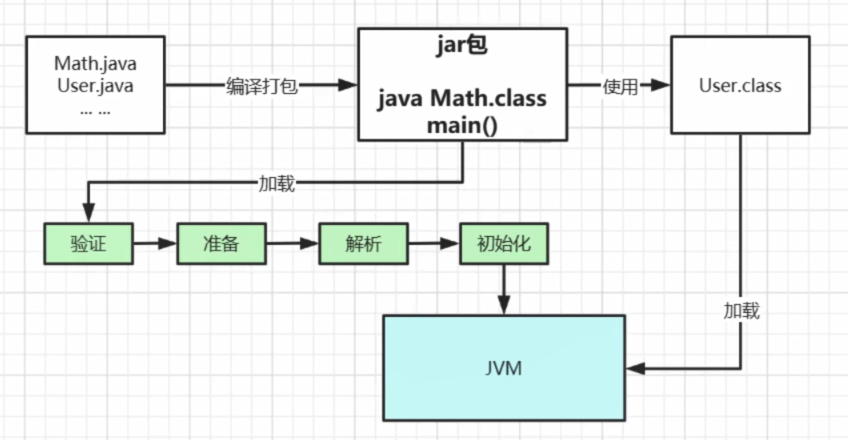 Math.java
User.java
... ...
编译打包
jar包
java Math.class
main()
使用
User.class
加载
验证
准备
解析
初始化
加载
JVM